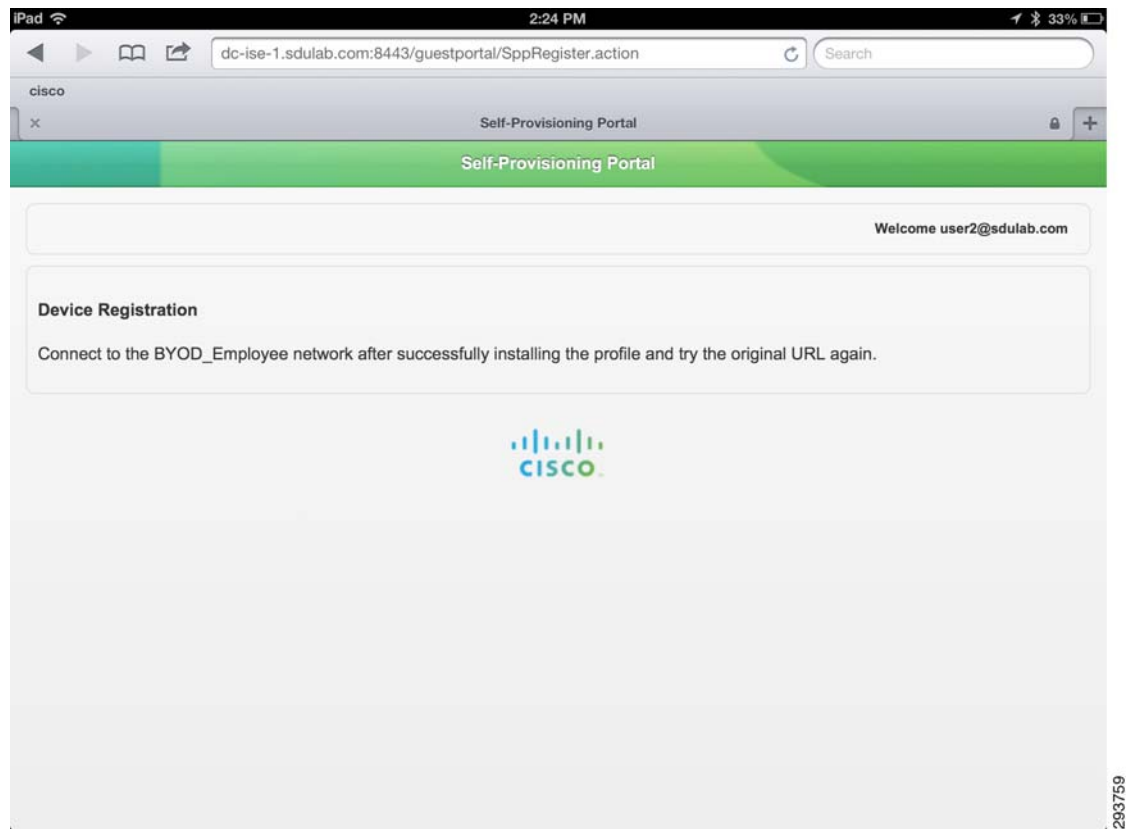 iPad 2:24 PM 33%
dc-ise-1.sdulab.com:8443/guestportal/SppRegister.action Search
cisco
Self-Provisioning Portal
Self-Provisioning Portal
Welcome user2@sdulab.com
Device Registration
Connect to the BYOD_Employee network after successfully installing the profile and try the original URL again.
CISCO
293759